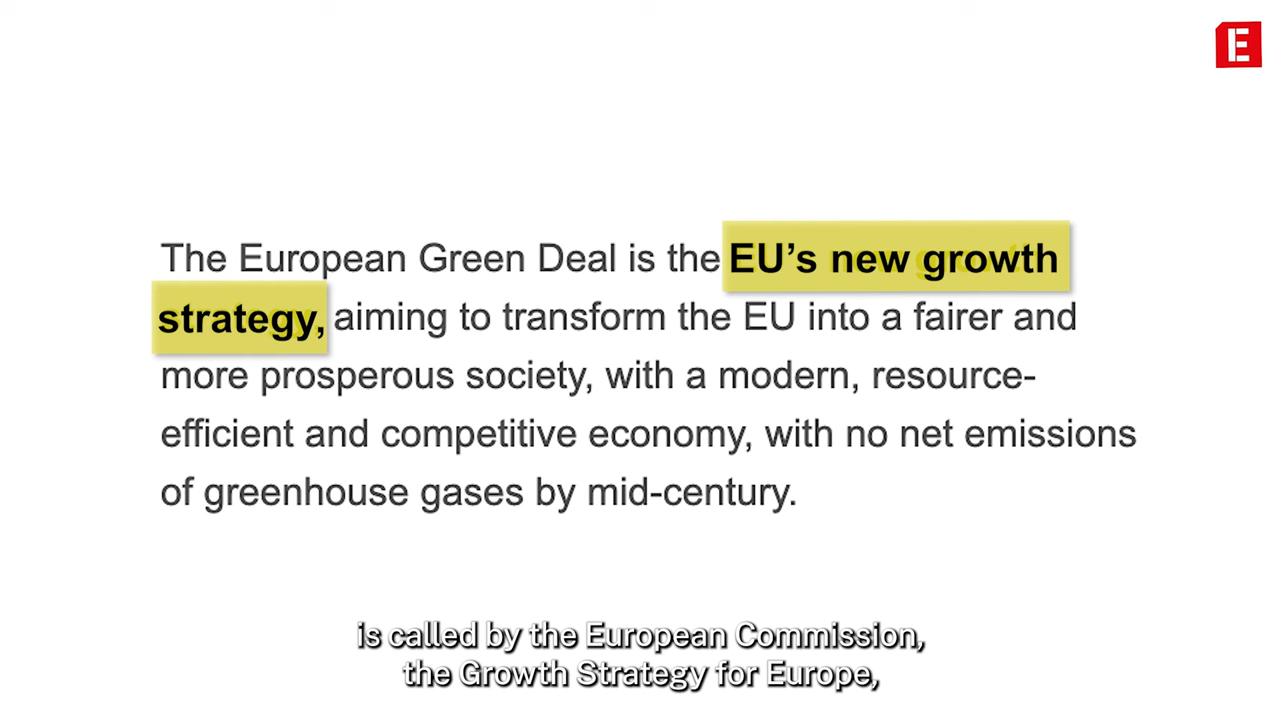 E
The European Green Deal is the EU’s new growth
strategy, aiming to transform the EU into a fairer and
more prosperous society, with a modern, resource-
efficient and competitive economy, with no net emissions
of greenhouse gases by mid-century.
is called by the European Commission,
the Growth Strategy for Europe,